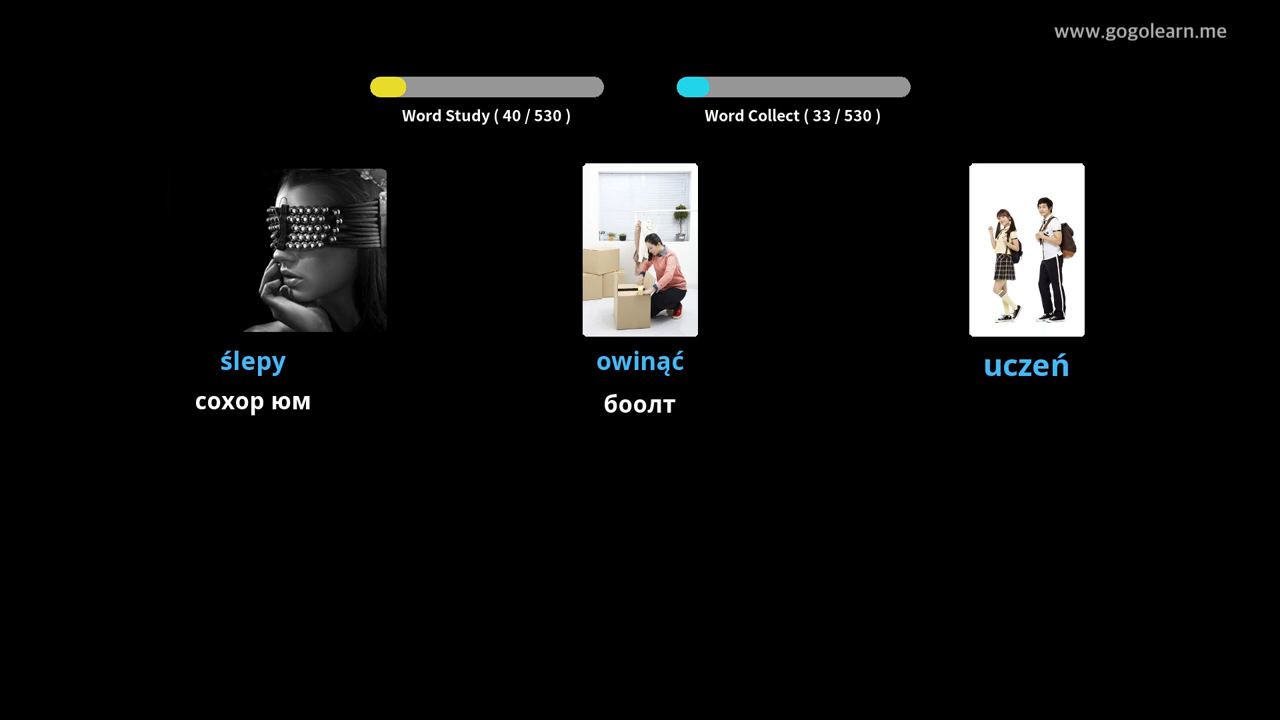 www.gogolearn.me
Word Study ( 40 / 530 )
Word Collect ( 33 / 530 )
ślepy
сохор юм
owinąć
боолт
uczeń